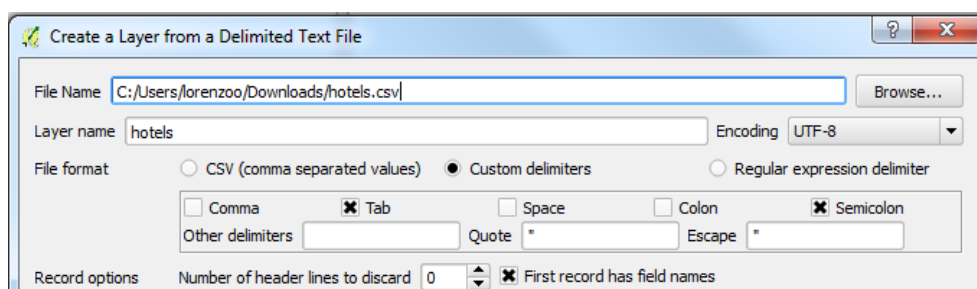 Create a Layer from a Delimited Text File
File Name C:/Users/lorenzoo/Downloads/hotels.csv Browse...
Layer name hotels Encoding UTF-8
File format CSV (comma separated values) Custom delimiters Regular expression delimiter
Comma Tab Space Colon Semicolon
Other delimiters Quote " Escape "
Record options Number of header lines to discard 0 First record has field names